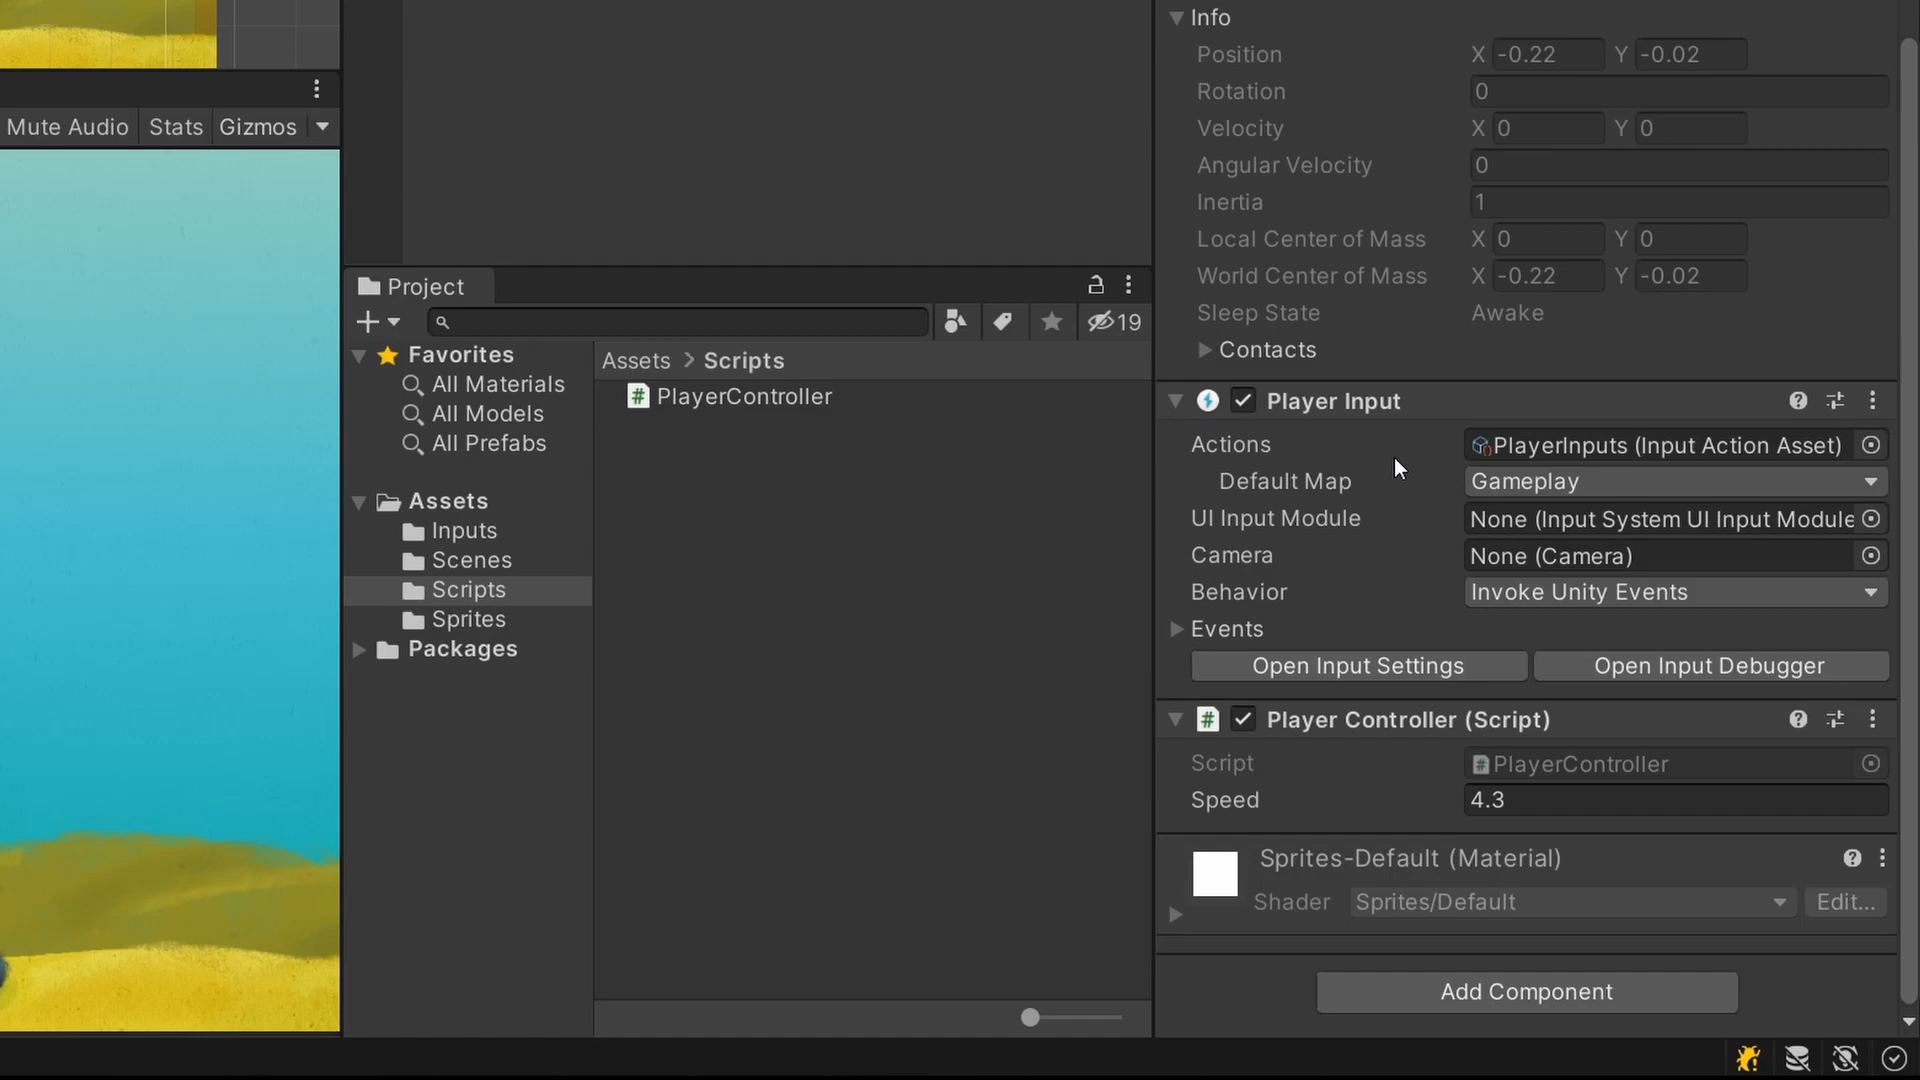 Mute Audio Stats Gizmos
Project
19
Favorites
All Materials
All Models
All Prefabs
Assets
Inputs
Scenes
Scripts
Sprites
Packages
Assets > Scripts
PlayerController
Info
Position X -0.22 Y -0.02
Rotation 0
Velocity X 0 Y 0
Angular Velocity 0
Inertia 1
Local Center of Mass X 0 Y 0
World Center of Mass X -0.22 Y -0.02
Sleep State Awake
Contacts
Player Input
Actions PlayerInputs (Input Action Asset)
Default Map Gameplay
UI Input Module None (Input System UI Input Module
Camera None (Camera)
Behavior Invoke Unity Events
Events
Open Input Settings Open Input Debugger
# Player Controller (Script)
Script PlayerController
Speed 4.3
Sprites-Default (Material)
Shader Sprites/Default Edit...
Add Component